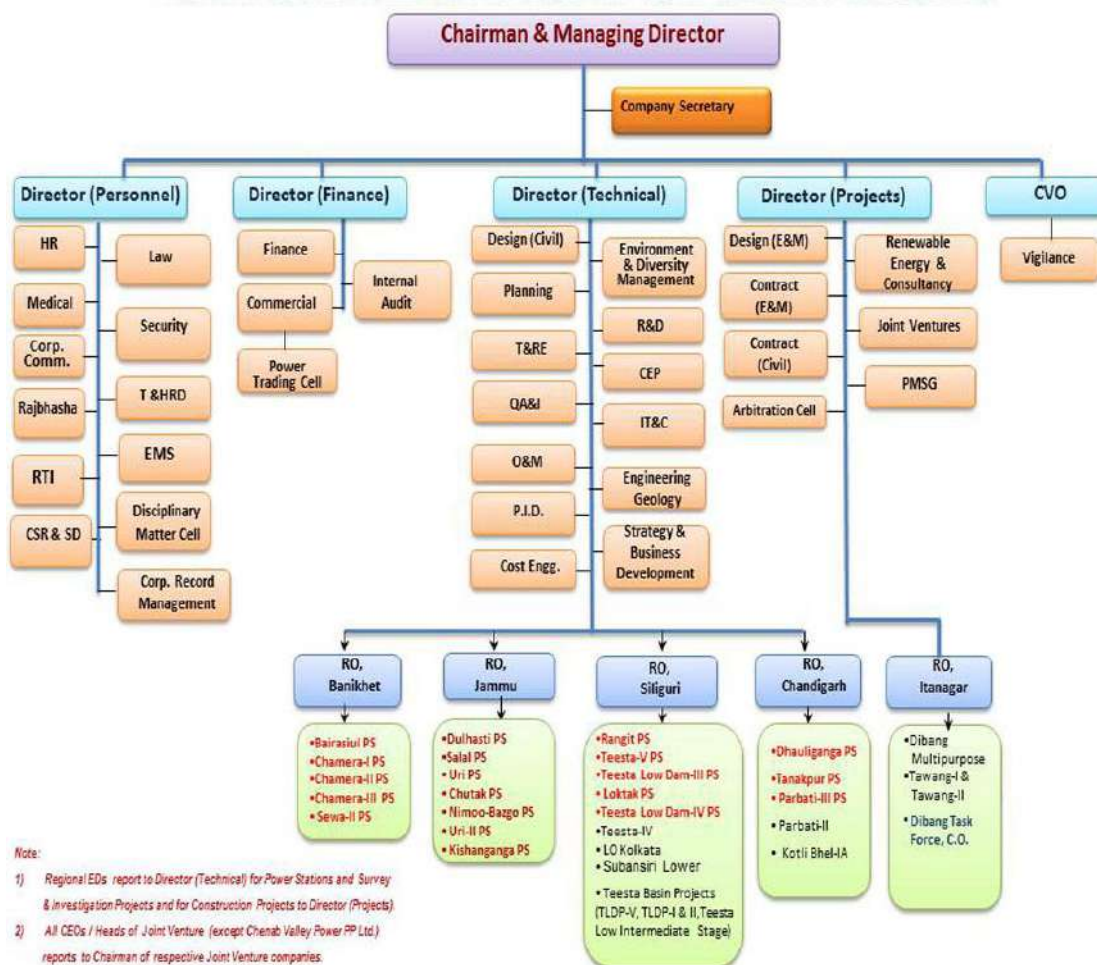 Chairman & Managing Director
Company Secretary
Director (Personnel)
Director (Finance)
Director (Technical)
Director (Projects)
CVO
HR
Law
Medical
Security
Corp.
Comm.
T &HRD
Rajbhasha
EMS
RTI
Disciplinary
Matter Cell
CSR & SD
Corp. Record
Management
Finance
Internal
Audit
Commercial
Power
Trading Cell
Design (Civil)
Environment
& Diversity
Management
Planning
R&D
T&RE
CEP
QA&I
IT&C
O&M
Engineering
Geology
P.I.D.
Strategy &
Business
Development
Cost Engg.
Design (E&M)
Renewable
Energy &
Consultancy
Contract
(E&M)
Joint Ventures
Contract
(Civil)
PMSG
Arbitration Cell
Vigilance
RO,
Banikhet
RO,
Jammu
RO,
Siliguri
RO,
Chandigarh
RO,
Itanagar
•Bairasiul PS
•Chamera-I PS
•Chamera-II PS
•Chamera-III PS
•Sewa-II PS
•Dulhasti PS
•Salal PS
•Uri PS
•Chutak PS
•Nimoo-Bazgo PS
•Uri-II PS
•Kishanganga PS
•Rangit PS
•Teesta-V PS
•Teesta Low Dam-III PS
•Loktak PS
•Teesta Low Dam-IV PS
•Teesta-IV
•LO Kolkata
•Subansiri Lower
•Teesta Basin Projects
(TLDP-V, TLDP-I & II,Teesta
Low Intermediate Stage)
•Dhauliganga PS
•Tanakpur PS
•Parbati-III PS
•Parbati-II
•Kotli Bhel-IA
•Dibang
Multipurpose
•Tawang-I &
Tawang-II
•Dibang Task
Force, C.O.
Note:
1) Regional EDs report to Director (Technical) for Power Stations and Survey
& Investigation Projects and for Construction Projects to Director (Projects).
2) All CEOs / Heads of Joint Venture (except Chenab Valley Power PP Ltd.)
reports to Chairman of respective Joint Venture companies.